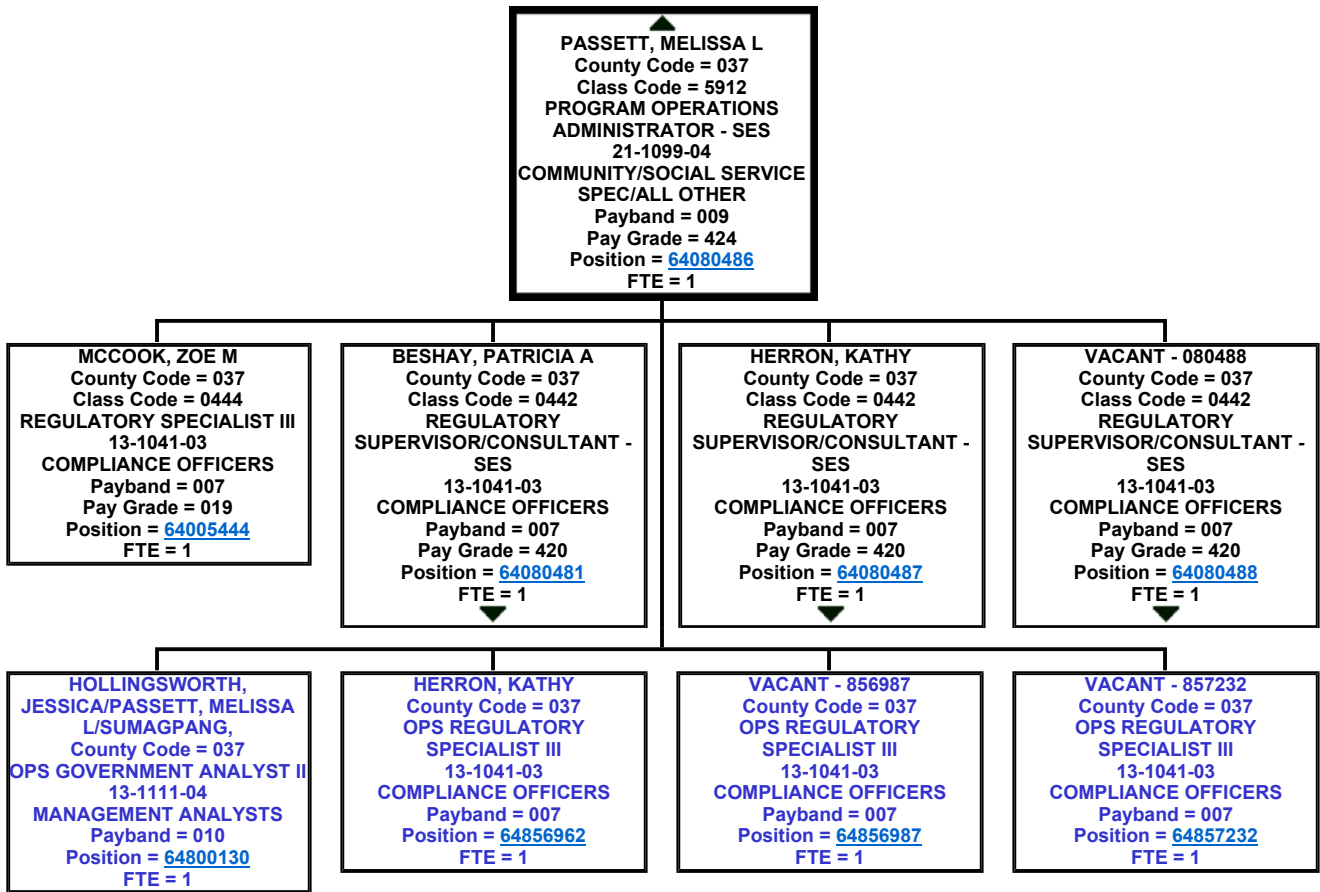 PASSETT, MELISSA L
County Code = 037
Class Code = 5912
PROGRAM OPERATIONS
ADMINISTRATOR - SES
21-1099-04
COMMUNITY/SOCIAL SERVICE
SPEC/ALL OTHER
Payband = 009
Pay Grade = 424
Position = 64080486
FTE = 1
MCCOOK, ZOE M
County Code = 037
Class Code = 0444
REGULATORY SPECIALIST III
13-1041-03
COMPLIANCE OFFICERS
Payband = 007
Pay Grade = 019
Position = 64005444
FTE = 1
BESHAY, PATRICIA A
County Code = 037
Class Code = 0442
REGULATORY
SUPERVISOR/CONSULTANT -
SES
13-1041-03
COMPLIANCE OFFICERS
Payband = 007
Pay Grade = 420
Position = 64080481
FTE = 1
HERRON, KATHY
County Code = 037
Class Code = 0442
REGULATORY
SUPERVISOR/CONSULTANT -
SES
13-1041-03
COMPLIANCE OFFICERS
Payband = 007
Pay Grade = 420
Position = 64080487
FTE = 1
VACANT - 080488
County Code = 037
Class Code = 0442
REGULATORY
SUPERVISOR/CONSULTANT -
SES
13-1041-03
COMPLIANCE OFFICERS
Payband = 007
Pay Grade = 420
Position = 64080488
FTE = 1
HOLLINGSWORTH,
JESSICA/PASSETT, MELISSA
L/SUMAGPANG,
County Code = 037
OPS GOVERNMENT ANALYST II
13-1111-04
MANAGEMENT ANALYSTS
Payband = 010
Position = 64800130
FTE = 1
HERRON, KATHY
County Code = 037
OPS REGULATORY
SPECIALIST III
13-1041-03
COMPLIANCE OFFICERS
Payband = 007
Position = 64856962
FTE = 1
VACANT - 856987
County Code = 037
OPS REGULATORY
SPECIALIST III
13-1041-03
COMPLIANCE OFFICERS
Payband = 007
Position = 64856987
FTE = 1
VACANT - 857232
County Code = 037
OPS REGULATORY
SPECIALIST III
13-1041-03
COMPLIANCE OFFICERS
Payband = 007
Position = 64857232
FTE = 1